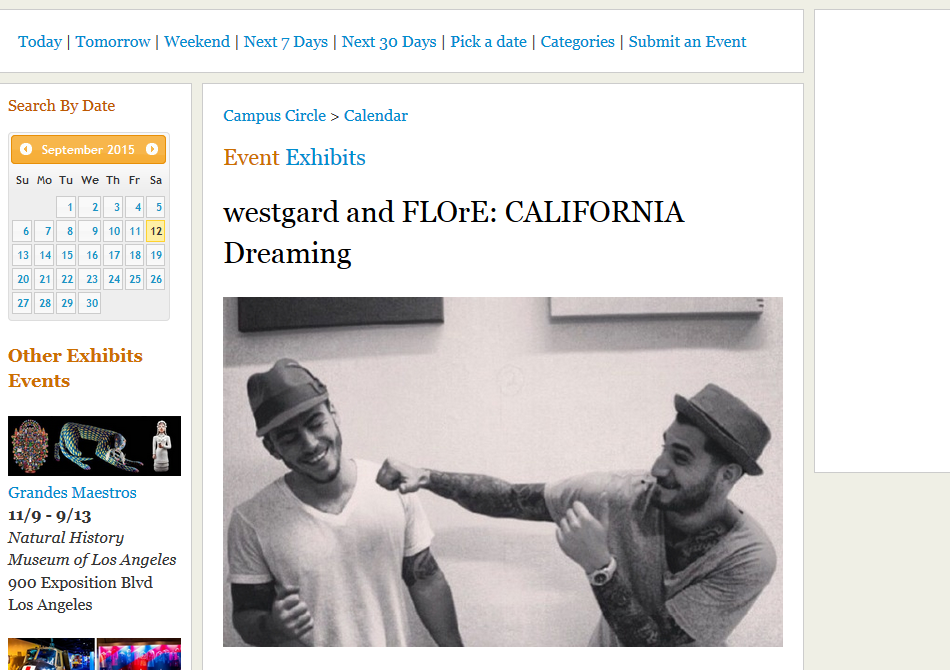 Today | Tomorrow | Weekend | Next 7 Days | Next 30 Days | Pick a date | Categories | Submit an Event
Search By Date
September 2015
Su Mo Tu We Th Fr Sa
1 2 3 4 5
6 7 8 9 10 11 12
13 14 15 16 17 18 19
20 21 22 23 24 25 26
27 28 29 30
Other Exhibits
Events
Grandes Maestros
11/9 - 9/13
Natural History
Museum of Los Angeles
900 Exposition Blvd
Los Angeles
Campus Circle > Calendar
Event Exhibits
westgard and FLOrE: CALIFORNIA
Dreaming